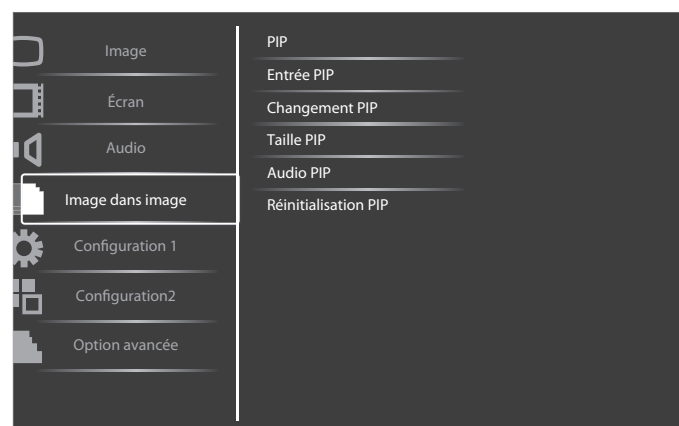 Image
Écran
Audio
Image dans image
Configuration 1
Configuration2
Option avancée
PIP
Entrée PIP
Changement PIP
Taille PIP
Audio PIP
Réinitialisation PIP